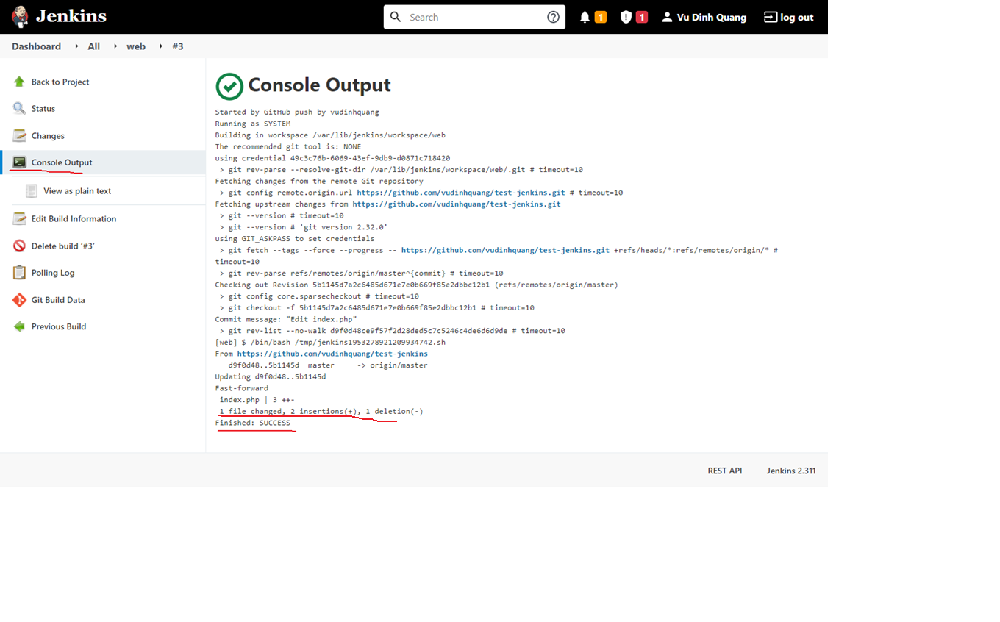 Jenkins
Search
1
1
Vu Dinh Quang
log out
Dashboard
All
web
#3
Back to Project
Status
Changes
Console Output
View as plain text
Edit Build Information
Delete build ‘#3’
Polling Log
Git Build Data
Previous Build
Console Output
Started by GitHub push by vudinhquang
Running as SYSTEM
Building in workspace /var/lib/jenkins/workspace/web
The recommended git tool is: NONE
using credential 49c3c76b-6069-43ef-9db9-d0871c718420
> git rev-parse --resolve-git-dir /var/lib/jenkins/workspace/web/.git # timeout=10
Fetching changes from the remote Git repository
> git config remote.origin.url https://github.com/vudinhquang/test-jenkins.git # timeout=10
Fetching upstream changes from https://github.com/vudinhquang/test-jenkins.git
> git --version # timeout=10
> git --version # 'git version 2.32.0'
using GIT_ASKPASS to set credentials
> git fetch --tags --force --progress -- https://github.com/vudinhquang/test-jenkins.git +refs/heads/*:refs/remotes/origin/* #
timeout=10
> git rev-parse refs/remotes/origin/master^{commit} # timeout=10
Checking out Revision 5b1145d7a2c6485d671e7e0b669f85e2dbbc12b1 (refs/remotes/origin/master)
> git config core.sparsecheckout # timeout=10
> git checkout -f 5b1145d7a2c6485d671e7e0b669f85e2dbbc12b1 # timeout=10
Commit message: "Edit index.php"
> git rev-list --no-walk d9f0d48ce9f57f2d28ded5c7c5246c4de6d6d9de # timeout=10
[web] $ /bin/bash /tmp/jenkins1953278921209934742.sh
From https://github.com/vudinhquang/test-jenkins
d9f0d48..5b1145d master -> origin/master
Updating d9f0d48..5b1145d
Fast-forward
index.php | 3 ++-
1 file changed, 2 insertions(+), 1 deletion(-)
Finished: SUCCESS
REST API
Jenkins 2.311